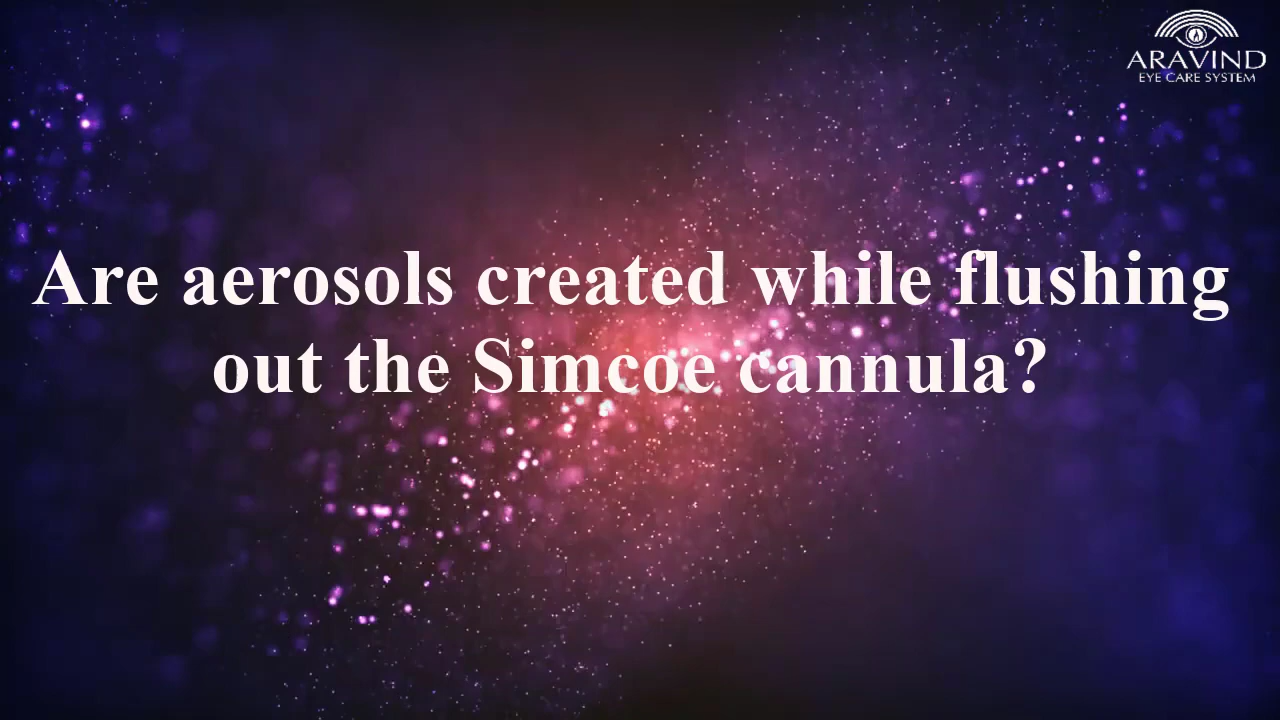 ARAVIND
EYE CARE SYSTEM
Are aerosols created while flushing
out the Simcoe cannula?